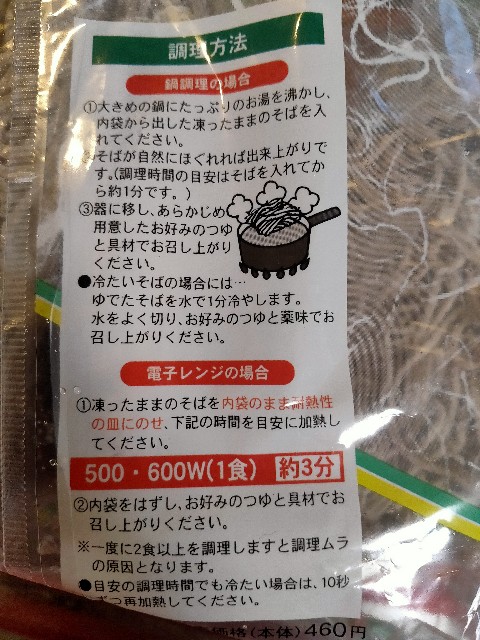 調理方法
鍋調理の場合
①大きめの鍋にたっぷりのお湯を沸かし、
内袋から出した凍ったままのそばを入
れてください。
そばが自然にほぐれれば出来上がりで
す。(調理時間の目安はそばを入れてか
ら約1分です。)
③器に移し、あらかじめ
用意したお好みのつゆ
と具材でお召し上がり
ください。
●冷たいそばの場合には…
ゆでたそばを水で1分冷やします。
水をよく切り、お好みのつゆと薬味でお
召し上がりください。
電子レンジの場合
①凍ったままのそばを内袋のまま耐熱性
の皿にのせ、下記の時間を目安に加熱し
てください。
500・600W(1食) 約3分
②内袋をはずし、お好みのつゆと具材でお
召し上がりください。
※一度に2食以上を調理しますと調理ムラ
の原因となります。
●目安の調理時間でも冷たい場合は、10秒
ずつ再加熱してください。
価格(本体)460円